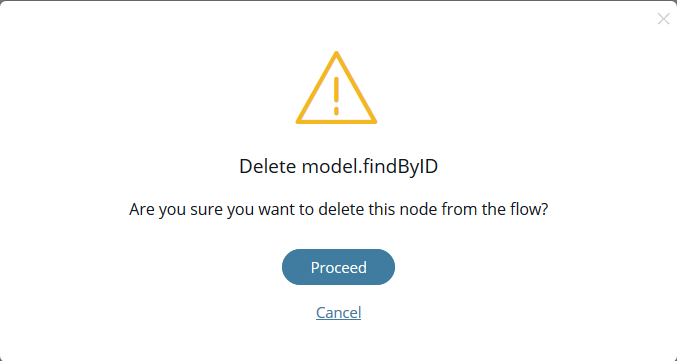 Delete model.findByID
Are you sure you want to delete this node from the flow?
Proceed
Cancel